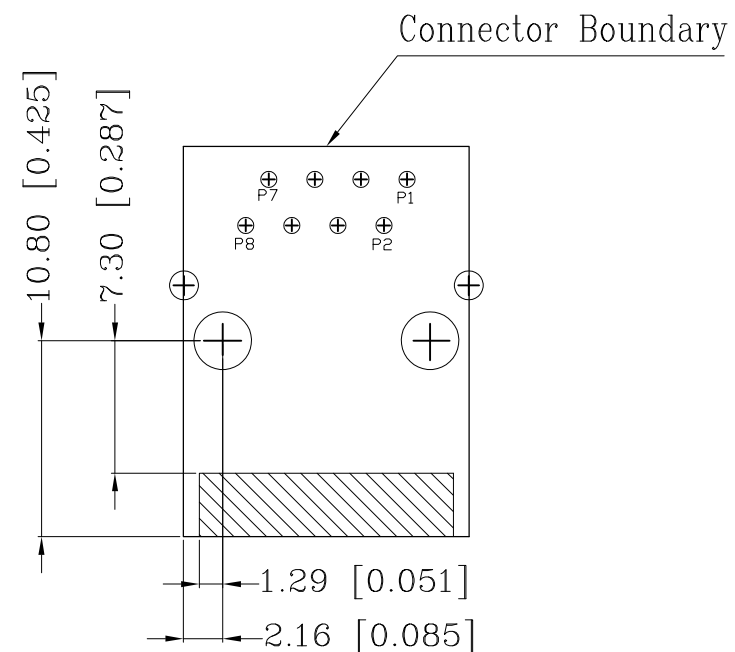 Connector Boundary
10.80 [0.425]
7.30 [0.287]
P7
P1
P8
P2
1.29 [0.051]
2.16 [0.085]